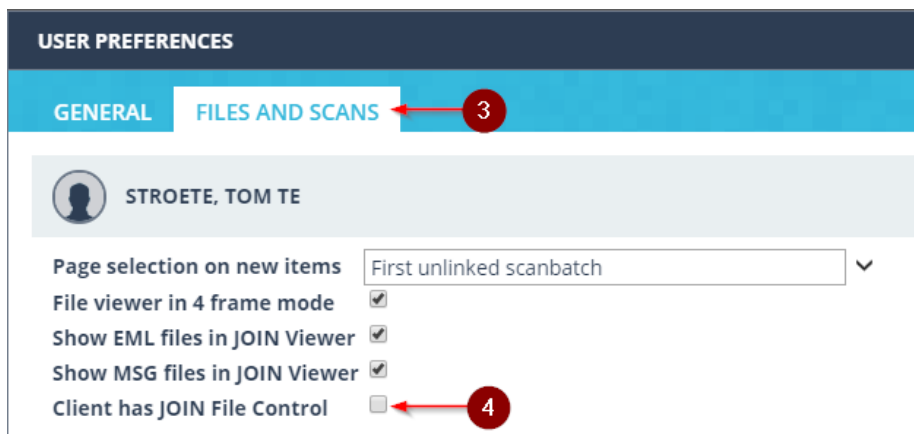 USER PREFERENCES
GENERAL FILES AND SCANS 3
STROETE, TOM TE
Page selection on new items First unlinked scanbatch
File viewer in 4 frame mode
Show EML files in JOIN Viewer
Show MSG files in JOIN Viewer
Client has JOIN File Control 4